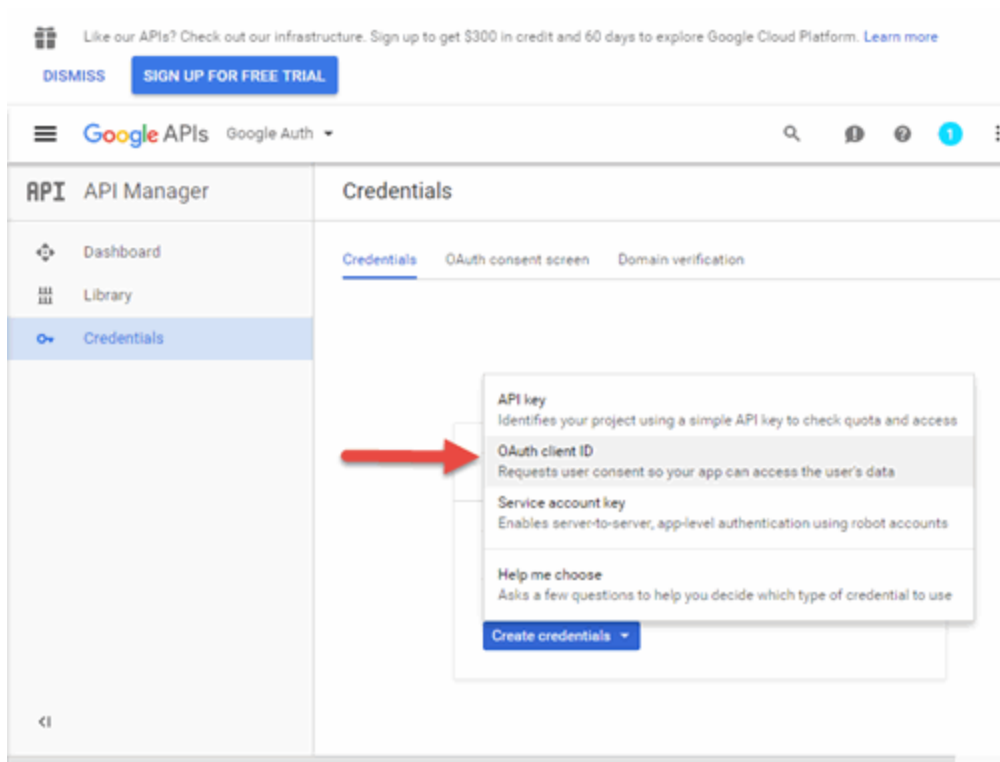 Like our APIs? Check out our infrastructure. Sign up to get $300 in credit and 60 days to explore Google Cloud Platform. Learn more
DISMISS
SIGN UP FOR FREE TRIAL
Google APIs
Google Auth
1
API
API Manager
Credentials
Dashboard
Library
Credentials
Credentials
OAuth consent screen
Domain verification
API key
Identifies your project using a simple API key to check quota and access
OAuth client ID
Requests user consent so your app can access the user's data
Service account key
Enables server-to-server, app-level authentication using robot accounts
Help me choose
Asks a few questions to help you decide which type of credential to use
Create credentials